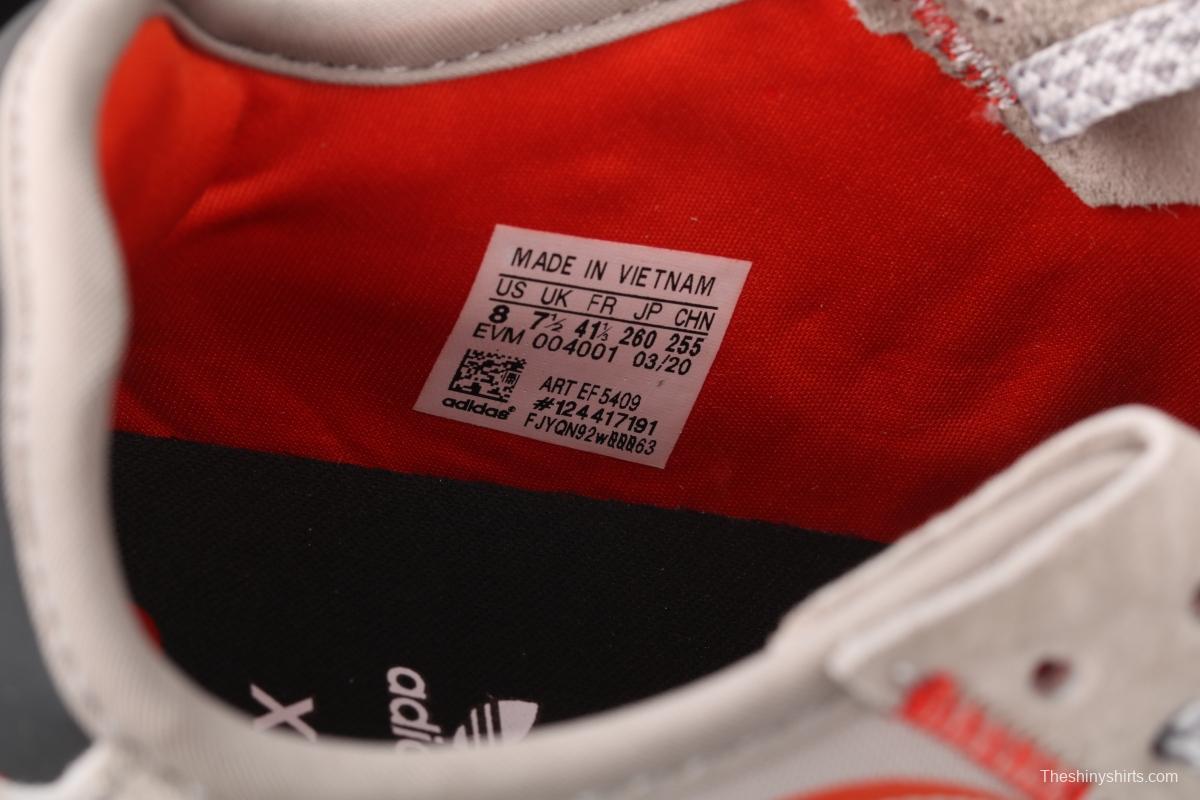 MADE IN VIETNAM
US UK FR JP CHN
8 7½ 41⅓ 260 255
EVM 004001 03/20
ART EF5409
#124417191
adidas®
X
adi
Theshinyshirts.com